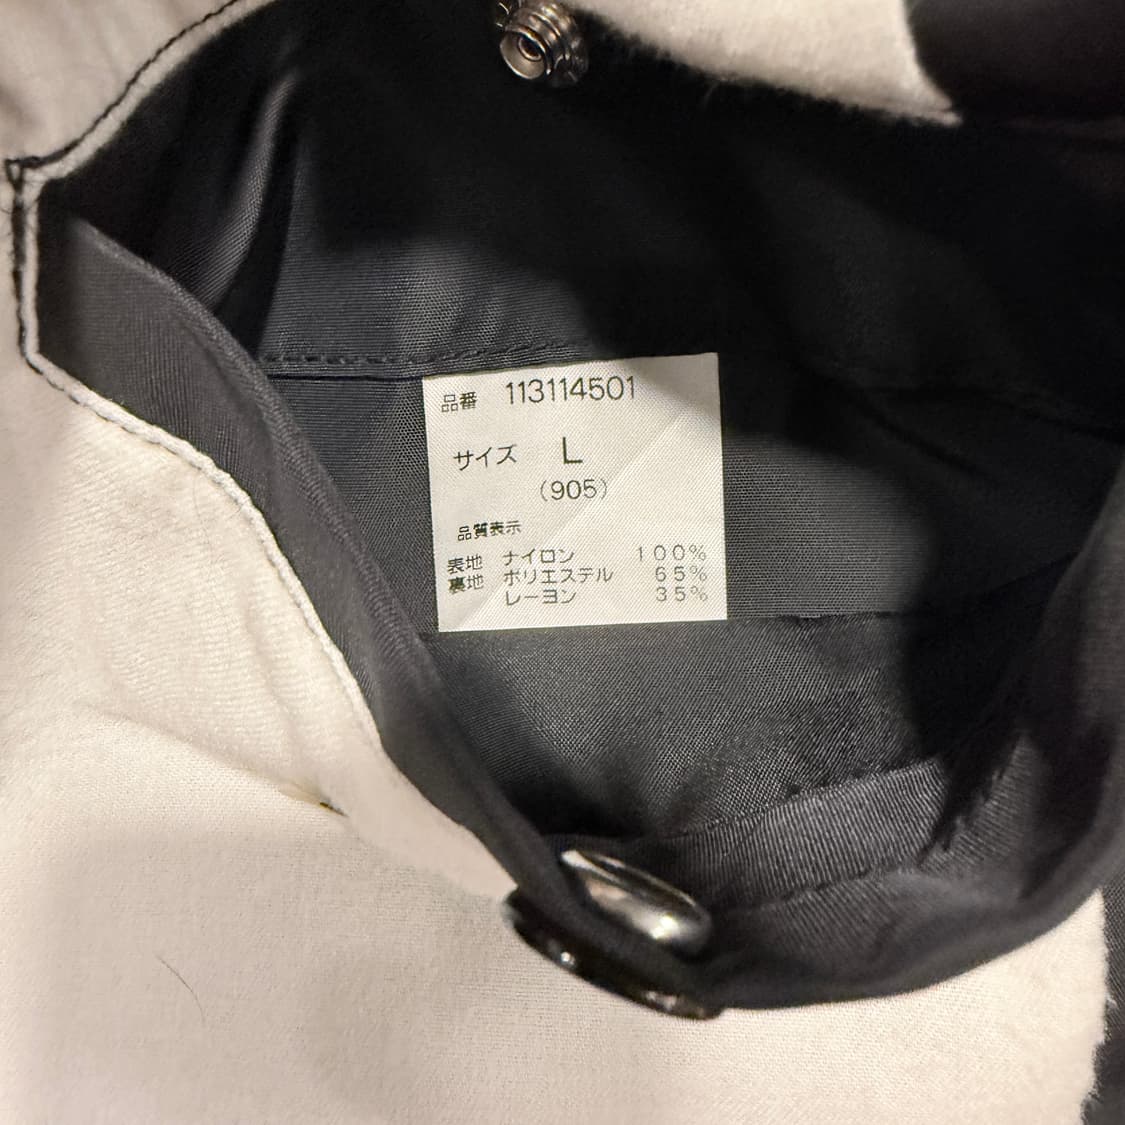 品番 113114501
サイズ L
(905)
品質表示
表地 ナイロン 100%
裏地 ポリエステル 65%
レーヨン 35%